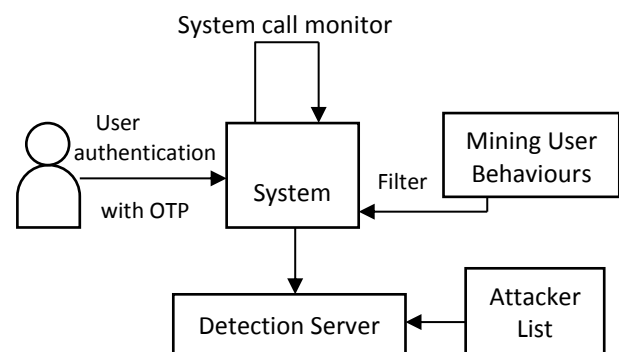 System call monitor
User
authentication
with OTP
System
Filter
Mining User
Behaviours
Detection Server
Attacker
List